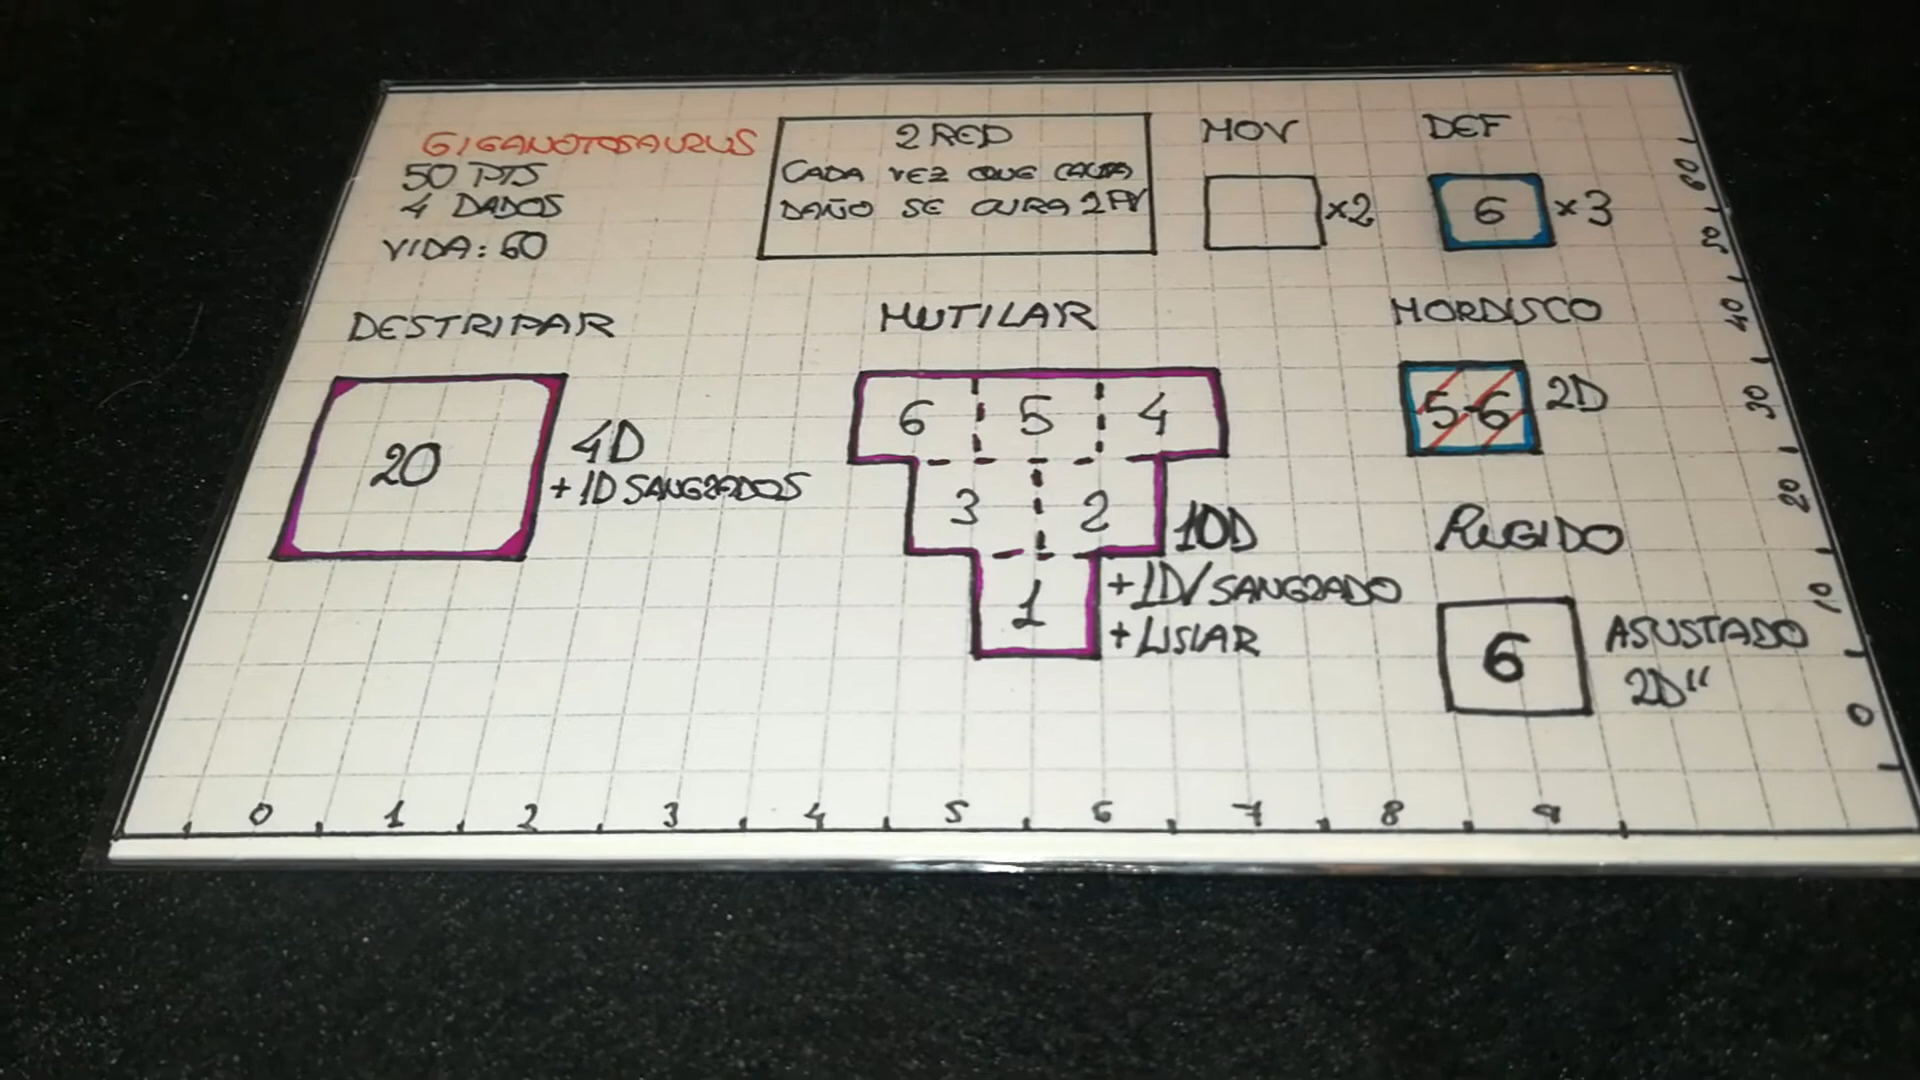 GIGANOTOSAURUS
50 PTS
4 DADOS
VIDA: 60
2 RED
CADA VEZ QUE CAUSA
DAÑO SE CURA 2PV
MOV
x2
DEF
6 x3
DESTRIPAR
20
4D
+1D SANGRADOS
MUTILAR
6 5 4
3 2
1
10D
+1D/SANGRADO
+LISIAR
MORDISCO
5-6 2D
RUGIDO
6
ASUSTADO
2D"
0 1 2 3 4 5 6 7 8 9
60
50
40
30
20
10
0